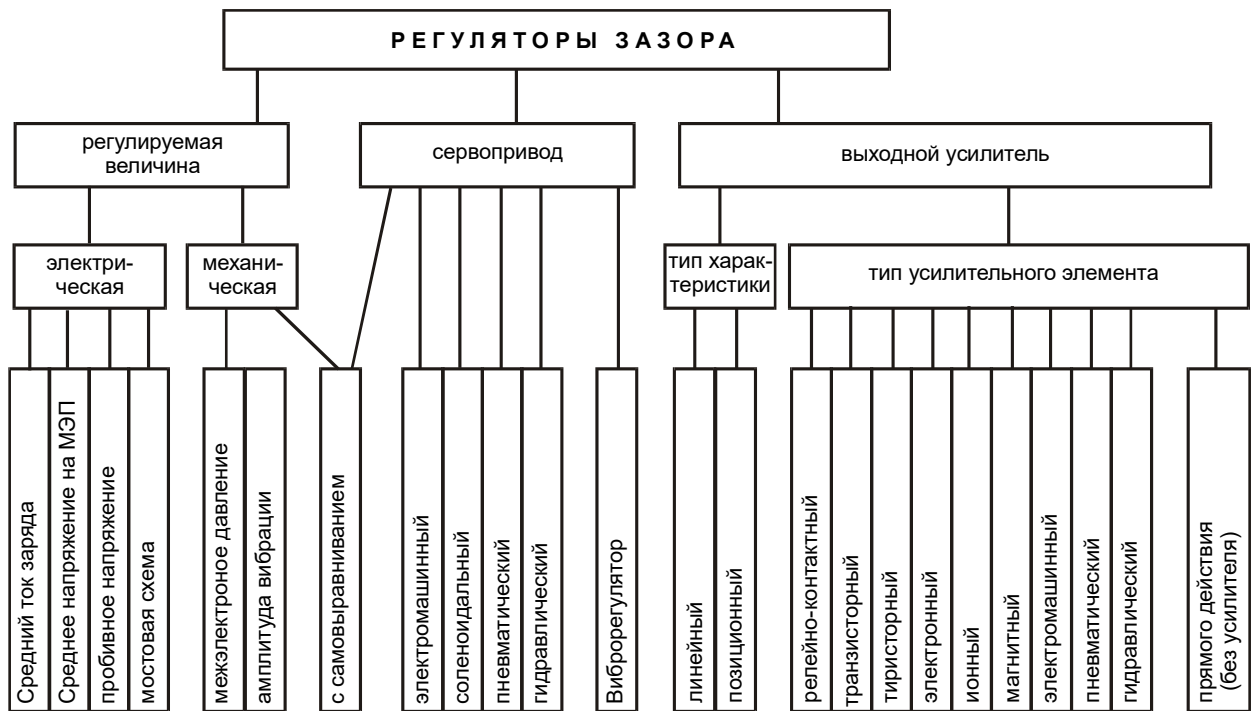 РЕГУЛЯТОРЫ ЗАЗОРА
регулируемая
величина
сервопривод
выходной усилитель
электри-
ческая
механи-
ческая
тип харак-
теристики
тип усилительного элемента
Средний ток заряда
Среднее напряжение на МЭП
пробивное напряжение
мостовая схема
межэлектроное давление
амплитуда вибрации
с самовыравниванием
электромашинный
соленоидальный
пневматический
гидравлический
Виброрегулятор
линейный
позиционный
релейно-контактный
транзисторный
тиристорный
электронный
ионный
магнитный
электромашинный
пневматический
гидравлический
прямого действия
(без усилителя)